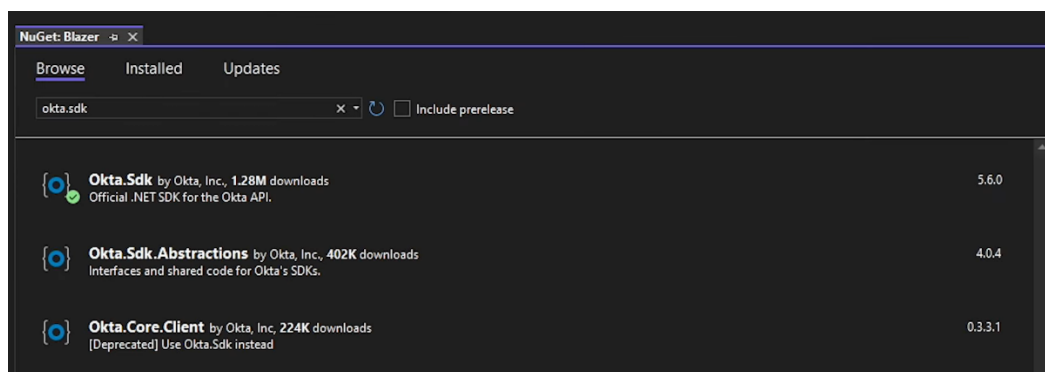 NuGet: Blazer
Browse Installed Updates
okta.sdk Include prerelease
Okta.Sdk by Okta, Inc., 1.28M downloads 5.6.0
Official .NET SDK for the Okta API.
Okta.Sdk.Abstractions by Okta, Inc., 402K downloads 4.0.4
Interfaces and shared code for Okta's SDKs.
Okta.Core.Client by Okta, Inc, 224K downloads 0.3.3.1
[Deprecated] Use Okta.Sdk instead